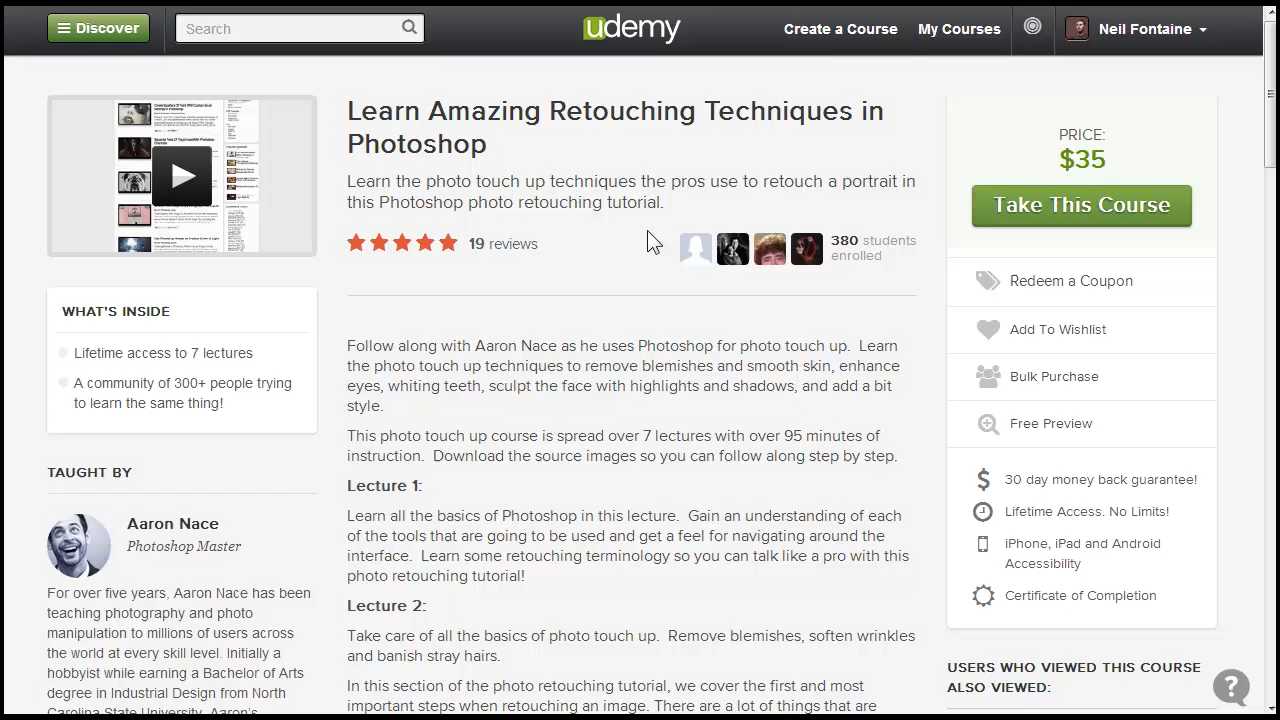 Discover
Search
udemy
Create a Course
My Courses
Neil Fontaine
Learn Amazing Retouching Techniques in
Photoshop
Learn the photo touch up techniques the pros use to retouch a portrait in
this Photoshop photo retouching tutorial.
19 reviews
380 students
enrolled
PRICE:
$35
Take This Course
Redeem a Coupon
Add To Wishlist
Bulk Purchase
Free Preview
30 day money back guarantee!
Lifetime Access. No Limits!
iPhone, iPad and Android
Accessibility
Certificate of Completion
USERS WHO VIEWED THIS COURSE
ALSO VIEWED:
WHAT'S INSIDE
Lifetime access to 7 lectures
A community of 300+ people trying
to learn the same thing!
TAUGHT BY
Aaron Nace
Photoshop Master
For over five years, Aaron Nace has been
teaching photography and photo
manipulation to millions of users across
the world at every skill level. Initially a
hobbyist while earning a Bachelor of Arts
degree in Industrial Design from North
Carolina State University, Aaron's
Follow along with Aaron Nace as he uses Photoshop for photo touch up. Learn
the photo touch up techniques to remove blemishes and smooth skin, enhance
eyes, whiting teeth, sculpt the face with highlights and shadows, and add a bit
style.
This photo touch up course is spread over 7 lectures with over 95 minutes of
instruction. Download the source images so you can follow along step by step.
Lecture 1:
Learn all the basics of Photoshop in this lecture. Gain an understanding of each
of the tools that are going to be used and get a feel for navigating around the
interface. Learn some retouching terminology so you can talk like a pro with this
photo retouching tutorial!
Lecture 2:
Take care of all the basics of photo touch up. Remove blemishes, soften wrinkles
and banish stray hairs.
In this section of the photo retouching tutorial, we cover the first and most
important steps when retouching an image. There are a lot of things that are
?